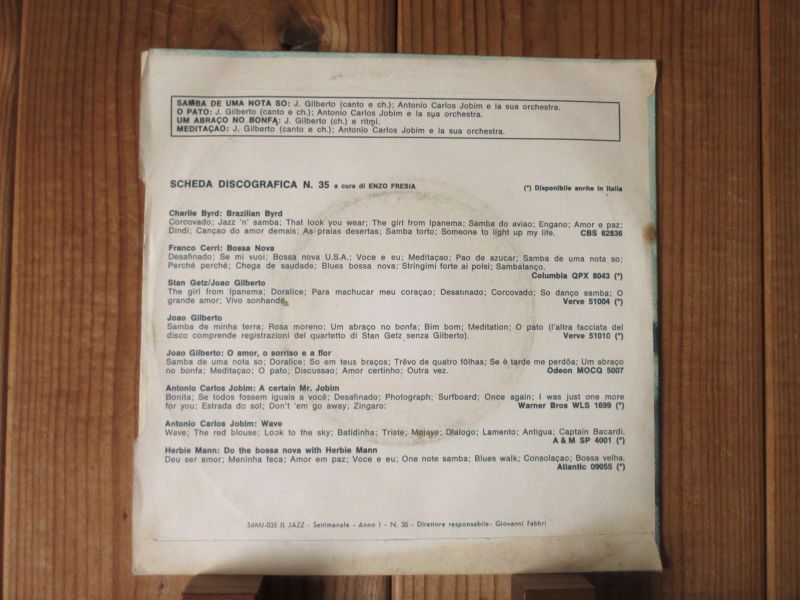 SAMBA DE UMA NOTA SO: J. Gilberto (canto e ch.); Antonio Carlos Jobim e la sua orchestra.
O PATO: J. Gilberto (canto e ch.); Antonio Carlos Jobim e la sua orchestra.
UM ABRAÇO NO BONFA: J. Gilberto (ch.) e ritmi.
MEDITAÇAO: J. Gilberto (canto e ch.); Antonio Carlos Jobim e la sua orchestra.
SCHEDA DISCOGRAFICA N. 35 a cura di ENZO FRESIA (*) Disponibile anche in Italia
Charlie Byrd: Brazilian Byrd
Corcovado; Jazz 'n' samba; That look you wear; The girl from Ipanema; Samba do aviao; Engano; Amor e paz;
Dindi; Cançao do amor demais; As praias desertas; Samba torto; Someone to light up my life. CBS 62836
Franco Cerri: Bossa Nova
Desafinado; Se mi vuoi; Bossa nova U.S.A.; Voce e eu; Meditaçao; Pao de azucar; Samba de uma nota so;
Perché perché; Chega de saudade; Blues bossa nova; Stringimi forte ai polsi; Sambalanço.
Columbia QPX 8043 (*)
Stan Getz/Joao Gilberto
The girl from Ipanema; Doralice; Para machucar meu coraçao; Desafinado; Corcovado; So danço samba; O
grande amor; Vivo sonhando. Verve 51004 (*)
Joao Gilberto
Samba de minha terra; Rosa moreno; Um abraço no bonfa; Bim bom; Meditation; O pato (l'altra facciata del
disco comprende registrazioni del quartetto di Stan Getz senza Gilberto). Verve 51010 (*)
Joao Gilberto: O amor, o sorriso e a flor
Samba de uma nota so; Doralice; So em teus braços; Trêvo de quatro fôlhas; Se è tarde me perdôa; Um abraço
no bonfa; Meditaçao; O pato; Discussao; Amor certinho; Outra vez. Odeon MOCQ 5007
Antonio Carlos Jobim: A certain Mr. Jobim
Bonita; Se todos fossem iguais a você; Desafinado; Photograph; Surfboard; Once again; I was just one more
for you; Estrada do sol; Don't 'em go away; Zingaro: Warner Bros WLS 1699 (*)
Antonio Carlos Jobim: Wave
Wave; The red blouse; Look to the sky; Batidinha; Triste; Mojave; Dialogo; Lamento; Antigua; Captain Bacardi.
A & M SP 4001 (*)
Herbie Mann: Do the bossa nova with Herbie Mann
Deu ser amor; Meninha feca; Amor em paz; Voce e eu; One note samba; Blues walk; Consolaçao; Bossa velha.
Atlantic 09055 (*)
SdMJ-035 IL JAZZ - Settimanale - Anno I - N. 35 - Direttore responsabile: Giovanni Fabbri